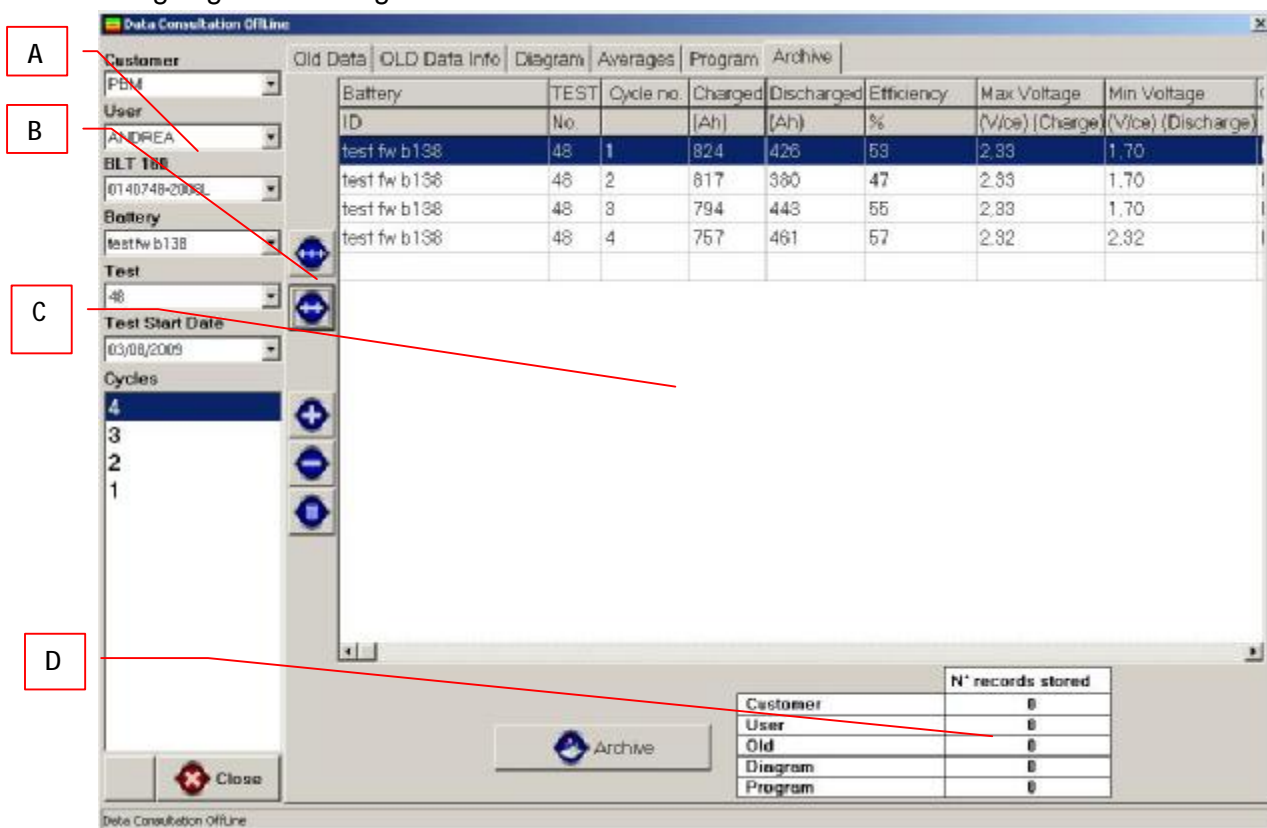 Data Consultation OffLine
A
B
C
D
Customer
PBM
User
ANDREA
BLT 160
Battery
test fw b138
Test
48
Test Start Date
03/08/2009
Cycles
4
3
2
1
Close
Old Data OLD Data Info Diagram Averages Program Archive
Battery TEST Cycle no. Charged Discharged Efficiency Max Voltage Min Voltage
ID No. (Ah) (Ah) % (V/ce) (Charge) (V/ce) (Discharge)
test fw b138 48 1 824 426 53 2,33 1,70
test fw b138 48 2 817 380 47 2,33 1,70
test fw b138 48 3 794 443 55 2,33 1,70
test fw b138 48 4 757 461 57 2,32 2,32
Archive
N° records stored
Customer 0
User 0
Old 0
Diagram 0
Program 0
Data Consultation OffLine